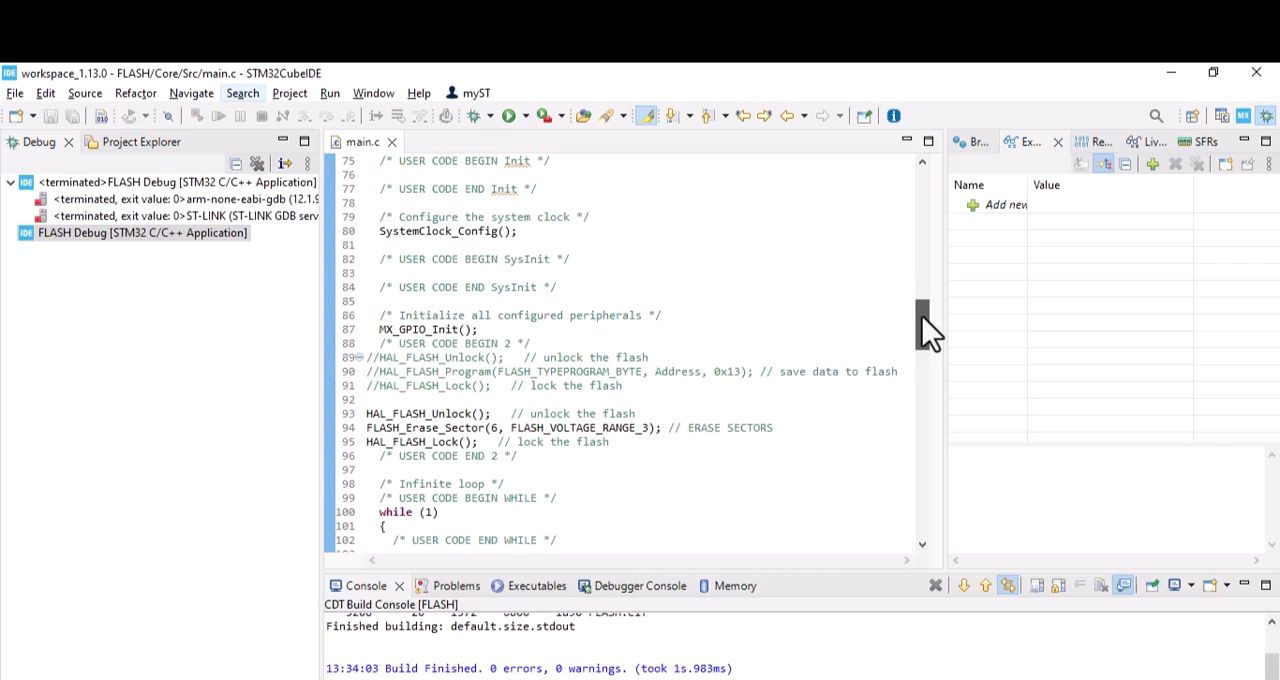 workspace_1.13.0 - FLASH/Core/Src/main.c - STM32CubeIDE
File Edit Source Refactor Navigate Search Project Run Window Help myST
Debug Project Explorer
main.c
Br... Ex... Re... Liv... SFRs
<terminated>FLASH Debug [STM32 C/C++ Application]
<terminated, exit value: 0>arm-none-eabi-gdb (12.1.9
<terminated, exit value: 0>ST-LINK (ST-LINK GDB serv
FLASH Debug [STM32 C/C++ Application]
75 /* USER CODE BEGIN Init */
76
77 /* USER CODE END Init */
78
79 /* Configure the system clock */
80 SystemClock_Config();
81
82 /* USER CODE BEGIN SysInit */
83
84 /* USER CODE END SysInit */
85
86 /* Initialize all configured peripherals */
87 MX_GPIO_Init();
88 /* USER CODE BEGIN 2 */
89 //HAL_FLASH_Unlock(); // unlock the flash
90 //HAL_FLASH_Program(FLASH_TYPEPROGRAM_BYTE, Address, 0x13); // save data to flash
91 //HAL_FLASH_Lock(); // lock the flash
92
93 HAL_FLASH_Unlock(); // unlock the flash
94 FLASH_Erase_Sector(6, FLASH_VOLTAGE_RANGE_3); // ERASE SECTORS
95 HAL_FLASH_Lock(); // lock the flash
96 /* USER CODE END 2 */
97
98 /* Infinite loop */
99 /* USER CODE BEGIN WHILE */
100 while (1)
101 {
102 /* USER CODE END WHILE */
Name Value
Add new
Console Problems Executables Debugger Console Memory
CDT Build Console [FLASH]
Finished building: default.size.stdout
13:34:03 Build Finished. 0 errors, 0 warnings. (took 1s.983ms)